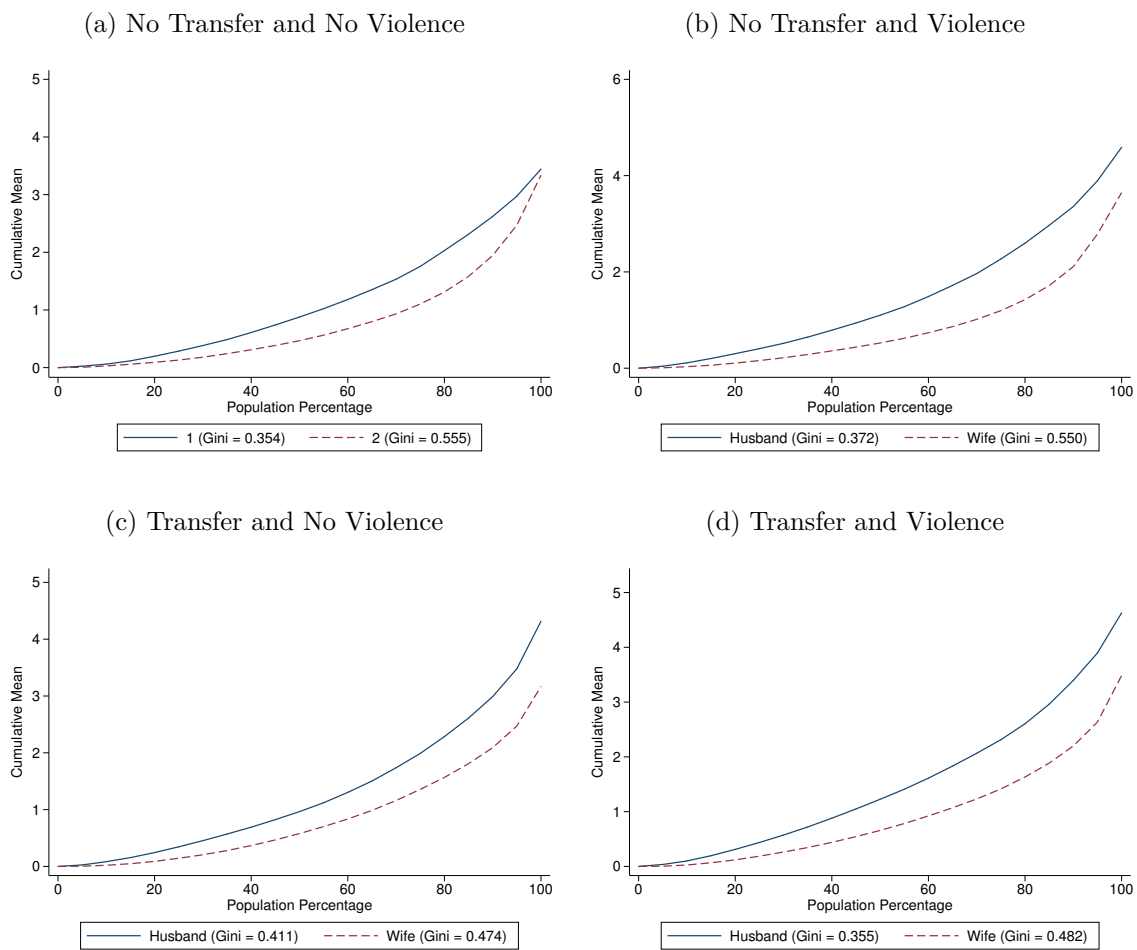 (a) No Transfer and No Violence
(b) No Transfer and Violence
5
4
3
2
1
0
Cumulative Mean
0 20 40 60 80 100
Population Percentage
1 (Gini = 0.354) 2 (Gini = 0.555)
6
4
2
0
Cumulative Mean
0 20 40 60 80 100
Population Percentage
Husband (Gini = 0.372) Wife (Gini = 0.550)
(c) Transfer and No Violence
(d) Transfer and Violence
5
4
3
2
1
0
Cumulative Mean
0 20 40 60 80 100
Population Percentage
Husband (Gini = 0.411) Wife (Gini = 0.474)
5
4
3
2
1
0
Cumulative Mean
0 20 40 60 80 100
Population Percentage
Husband (Gini = 0.355) Wife (Gini = 0.482)